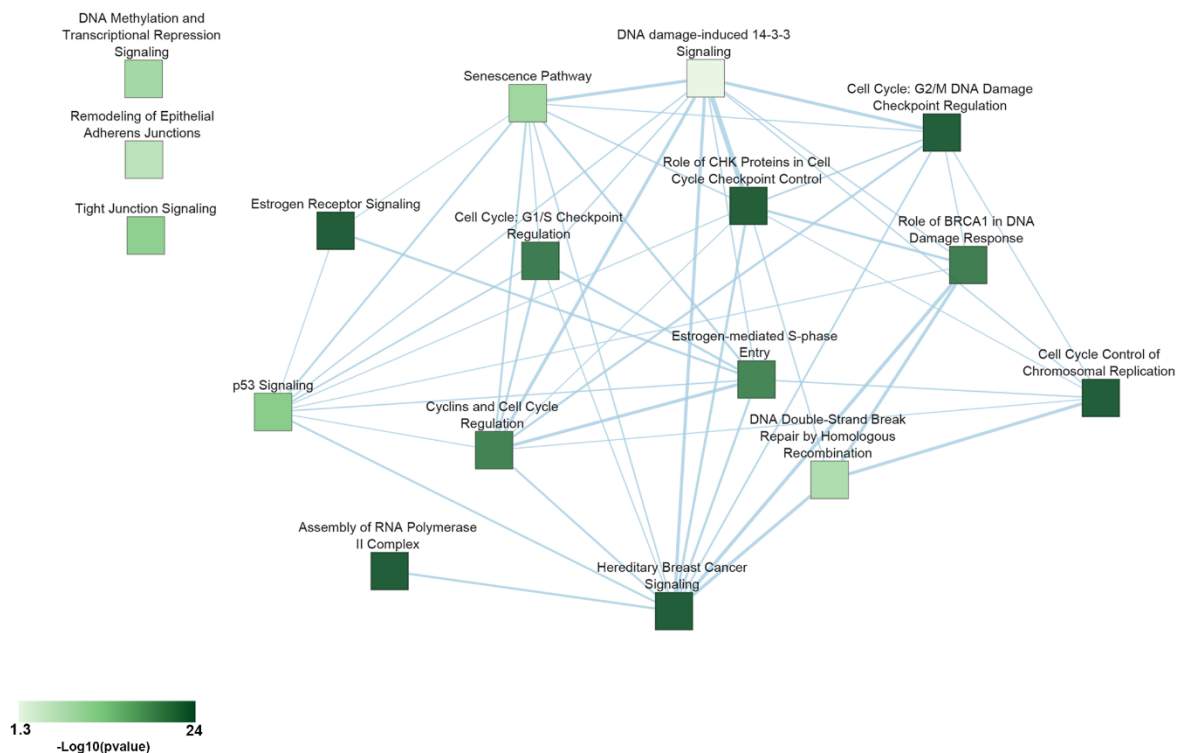 DNA Methylation and
Transcriptional Repression
Signaling
DNA damage-induced 14-3-3
Signaling
Senescence Pathway
Cell Cycle: G2/M DNA Damage
Checkpoint Regulation
Remodeling of Epithelial
Adherens Junctions
Role of CHK Proteins in Cell
Cycle Checkpoint Control
Tight Junction Signaling
Estrogen Receptor Signaling
Cell Cycle: G1/S Checkpoint
Regulation
Role of BRCA1 in DNA
Damage Response
Estrogen-mediated S-phase
Entry
Cell Cycle Control of
Chromosomal Replication
p53 Signaling
Cyclins and Cell Cycle
Regulation
DNA Double-Strand Break
Repair by Homologous
Recombination
Assembly of RNA Polymerase
II Complex
Hereditary Breast Cancer
Signaling
1.3 24
-Log10(pvalue)